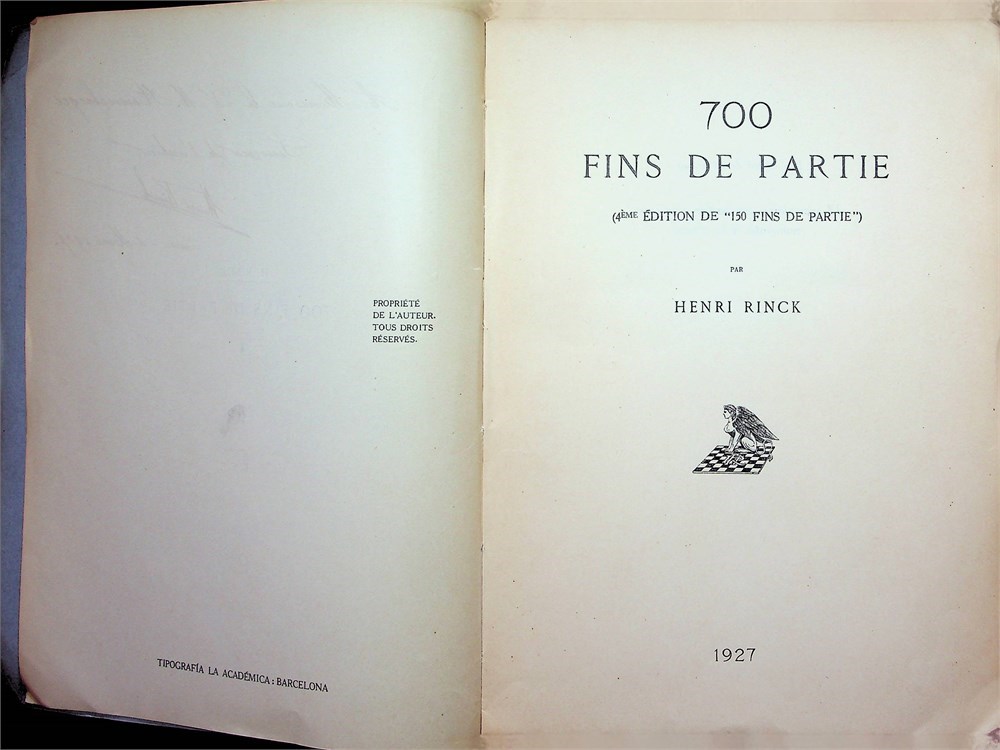 PROPRIÉTÉ
DE L'AUTEUR.
TOUS DROITS
RÉSERVÉS.
TIPOGRAFÍA LA ACADÉMICA: BARCELONA
700
FINS DE PARTIE
(4ÈME ÉDITION DE "150 FINS DE PARTIE")
PAR
HENRI RINCK
1927